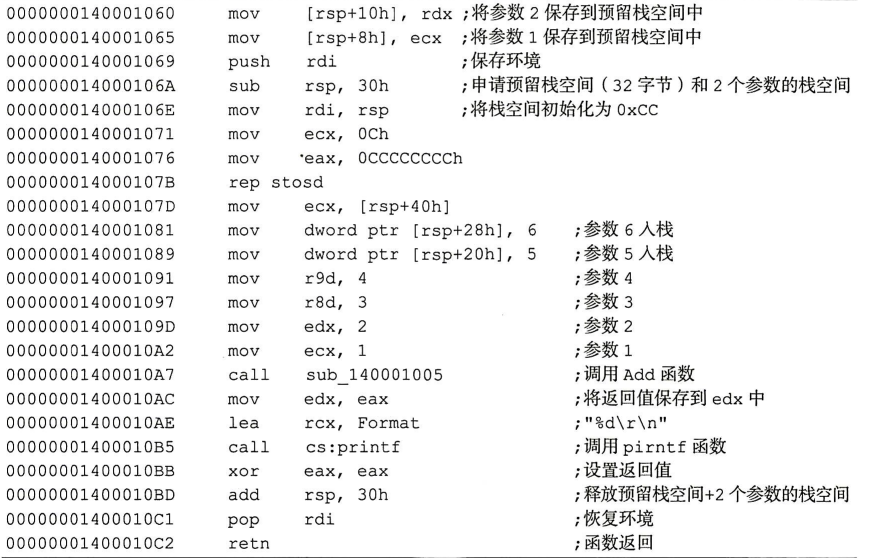 0000000140001060 mov [rsp+10h], rdx ;将参数 2 保存到预留栈空间中
0000000140001065 mov [rsp+8h], ecx ;将参数 1 保存到预留栈空间中
0000000140001069 push rdi ;保存环境
000000014000106A sub rsp, 30h ;申请预留栈空间（32 字节）和 2 个参数的栈空间
000000014000106E mov rdi, rsp ;将栈空间初始化为 0xCC
0000000140001071 mov ecx, 0Ch
0000000140001076 mov eax, 0CCCCCCCCh
000000014000107B rep stosd
000000014000107D mov ecx, [rsp+40h]
0000000140001081 mov dword ptr [rsp+28h], 6 ;参数 6 入栈
0000000140001089 mov dword ptr [rsp+20h], 5 ;参数 5 入栈
0000000140001091 mov r9d, 4 ;参数 4
0000000140001097 mov r8d, 3 ;参数 3
000000014000109D mov edx, 2 ;参数 2
00000001400010A2 mov ecx, 1 ;参数 1
00000001400010A7 call sub_140001005 ;调用 Add 函数
00000001400010AC mov edx, eax ;将返回值保存到 edx 中
00000001400010AE lea rcx, Format ;"%d\r\n"
00000001400010B5 call cs:printf ;调用 pirntf 函数
00000001400010BB xor eax, eax ;设置返回值
00000001400010BD add rsp, 30h ;释放预留栈空间+2 个参数的栈空间
00000001400010C1 pop rdi ;恢复环境
00000001400010C2 retn ;函数返回